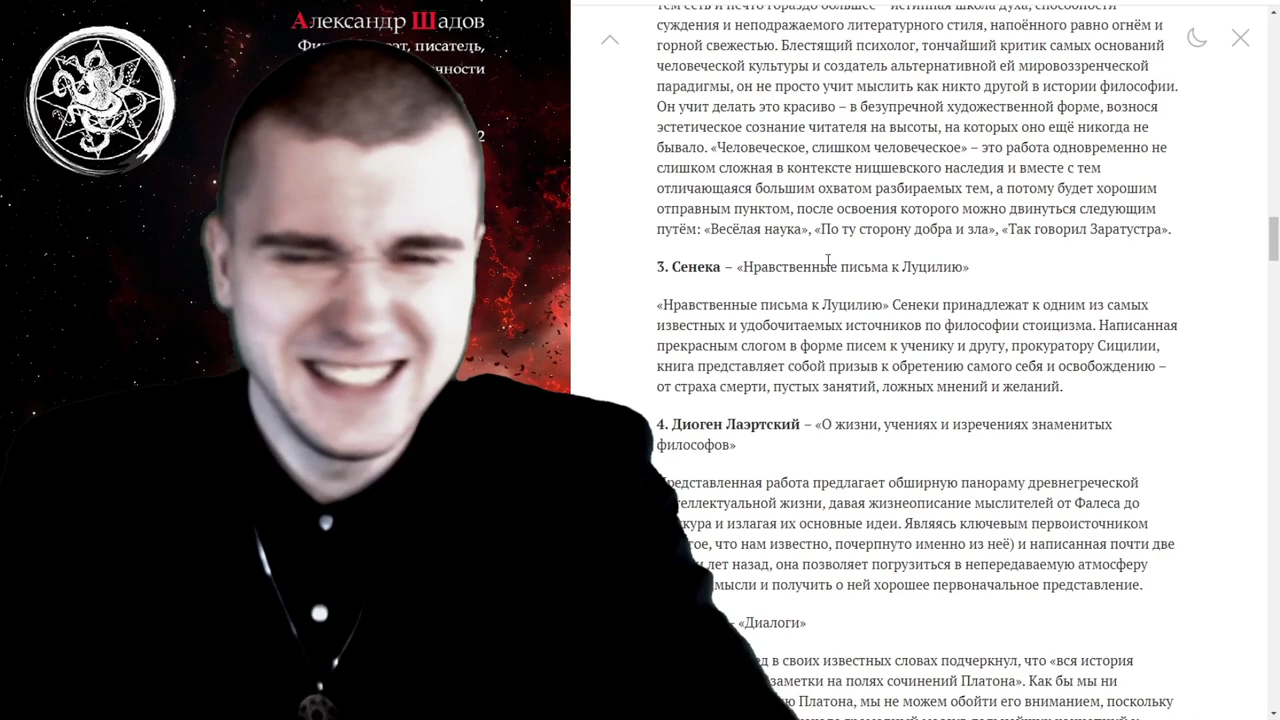 Александр Шадов
поэт, писатель,
2
суждения и неподражаемого литературного стиля, напоённого равно огнём и
горной свежестью. Блестящий психолог, тончайший критик самых оснований
человеческой культуры и создатель альтернативной ей мировоззренческой
парадигмы, он не просто учит мыслить как никто другой в истории философии.
Он учит делать это красиво – в безупречной художественной форме, вознося
эстетическое сознание читателя на высоты, на которых оно ещё никогда не
бывало. «Человеческое, слишком человеческое» – это работа одновременно не
слишком сложная в контексте ницшевского наследия и вместе с тем
отличающаяся большим охватом разбираемых тем, а потому будет хорошим
отправным пунктом, после освоения которого можно двинуться следующим
путём: «Весёлая наука», «По ту сторону добра и зла», «Так говорил Заратустра».
3. Сенека – «Нравственные письма к Луцилию»
«Нравственные письма к Луцилию» Сенеки принадлежат к одним из самых
известных и удобочитаемых источников по философии стоицизма. Написанная
прекрасным слогом в форме писем к ученику и другу, прокуратору Сицилии,
книга представляет собой призыв к обретению самого себя и освобождению –
от страха смерти, пустых занятий, ложных мнений и желаний.
4. Диоген Лаэртский – «О жизни, учениях и изречениях знаменитых
философов»
работа предлагает обширную панораму древнегреческой
жизни, давая жизнеописание мыслителей от Фалеса до
и излагая их основные идеи. Являясь ключевым первоисточником
что нам известно, почерпнуто именно из неё) и написанная почти две
лет назад, она позволяет погрузиться в непередаваемую атмосферу
мысли и получить о ней хорошее первоначальное представление.
– «Диалоги»
в своих известных словах подчеркнул, что «вся история
заметки на полях сочинений Платона». Как бы мы ни
Платона, мы не можем обойти его вниманием, поскольку